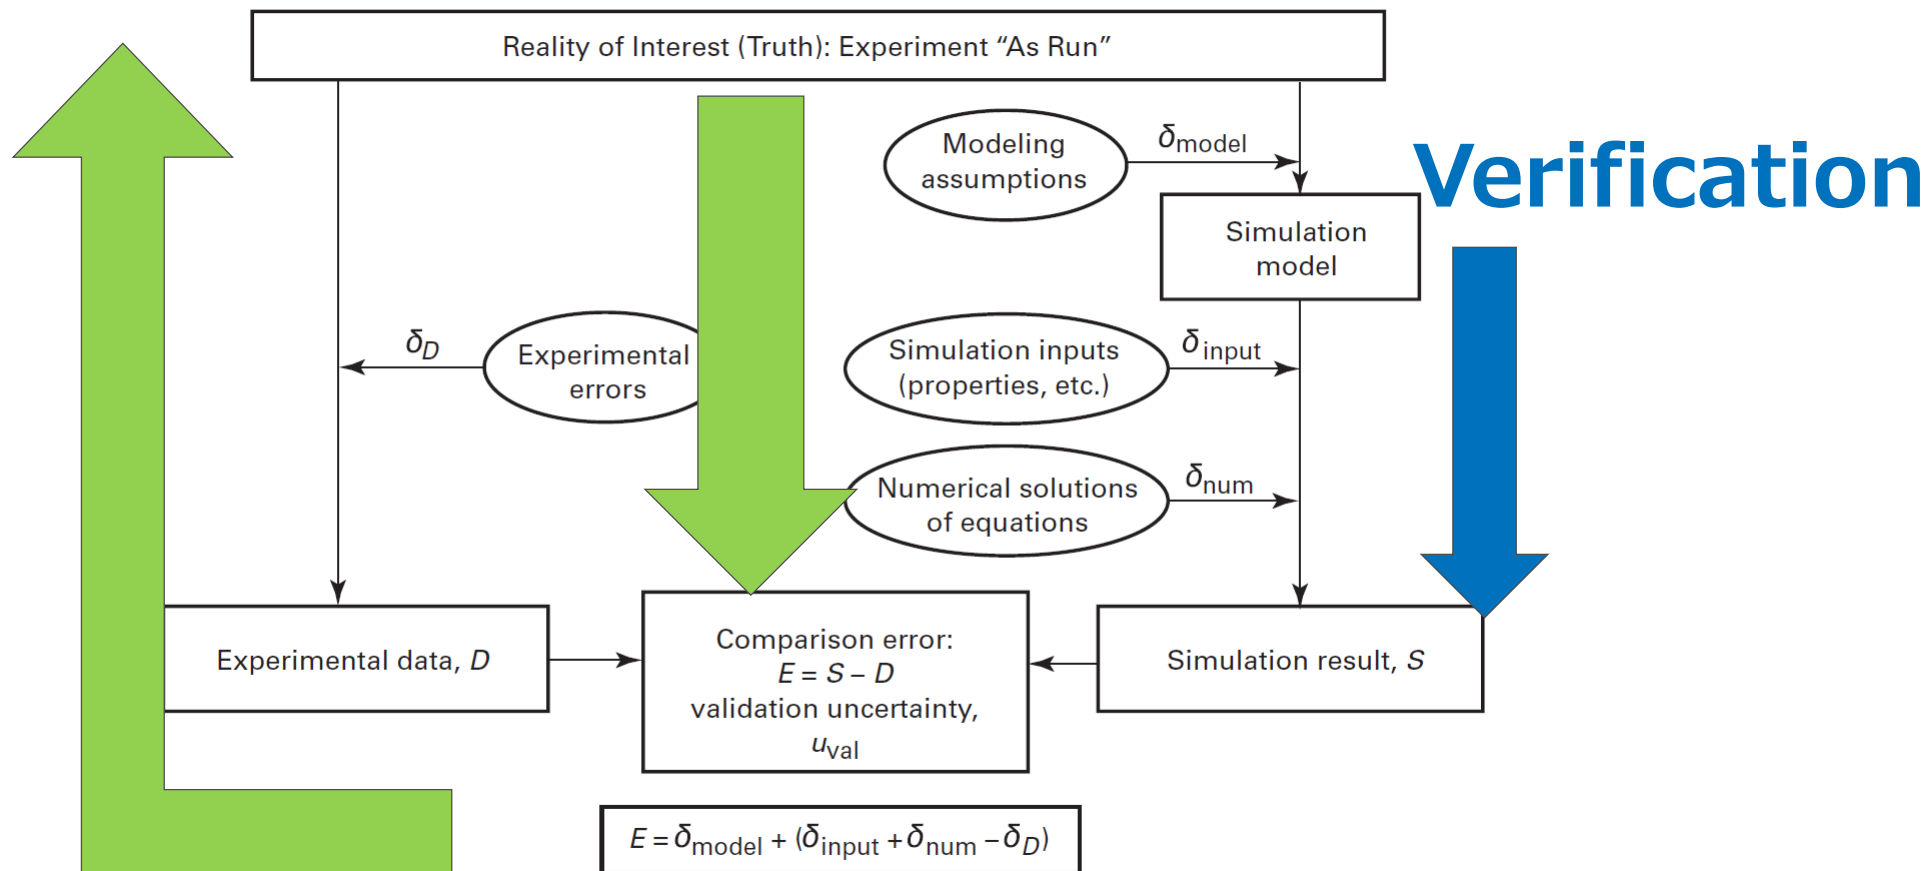 Reality of Interest (Truth): Experiment “As Run”
Modeling
assumptions
δmodel
Verification
Simulation
model
δD
Experimental
errors
Simulation inputs
(properties, etc.)
δinput
Numerical solutions
of equations
δnum
Experimental data, D
Comparison error:
E = S – D
validation uncertainty,
uval
Simulation result, S
E = δmodel + (δinput + δnum – δD)